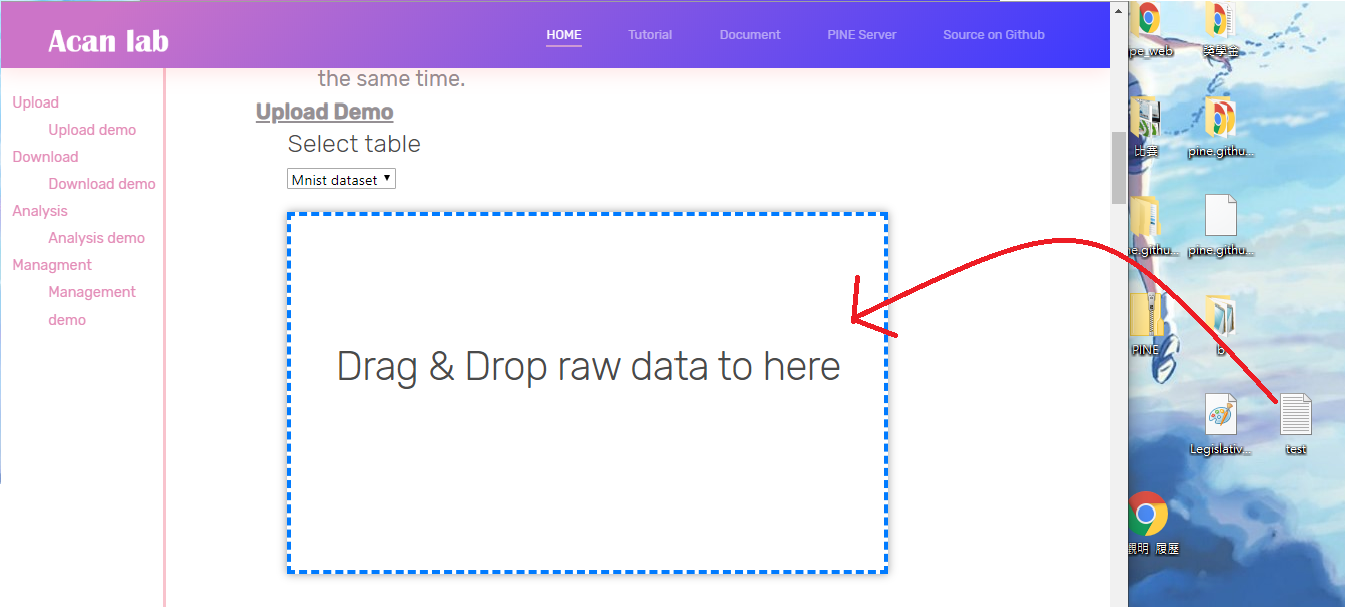 Acan lab
HOME
Tutorial
Document
PINE Server
Source on Github
Upload
Upload demo
Download
Download demo
Analysis
Analysis demo
Managment
Management
demo
the same time.
Upload Demo
Select table
Mnist dataset
Drag & Drop raw data to here
pe_web
獎學金
比賽
pine.githu...
e.githu...
pine.githu...
PINE
b
Legislativ...
test
明 履歷